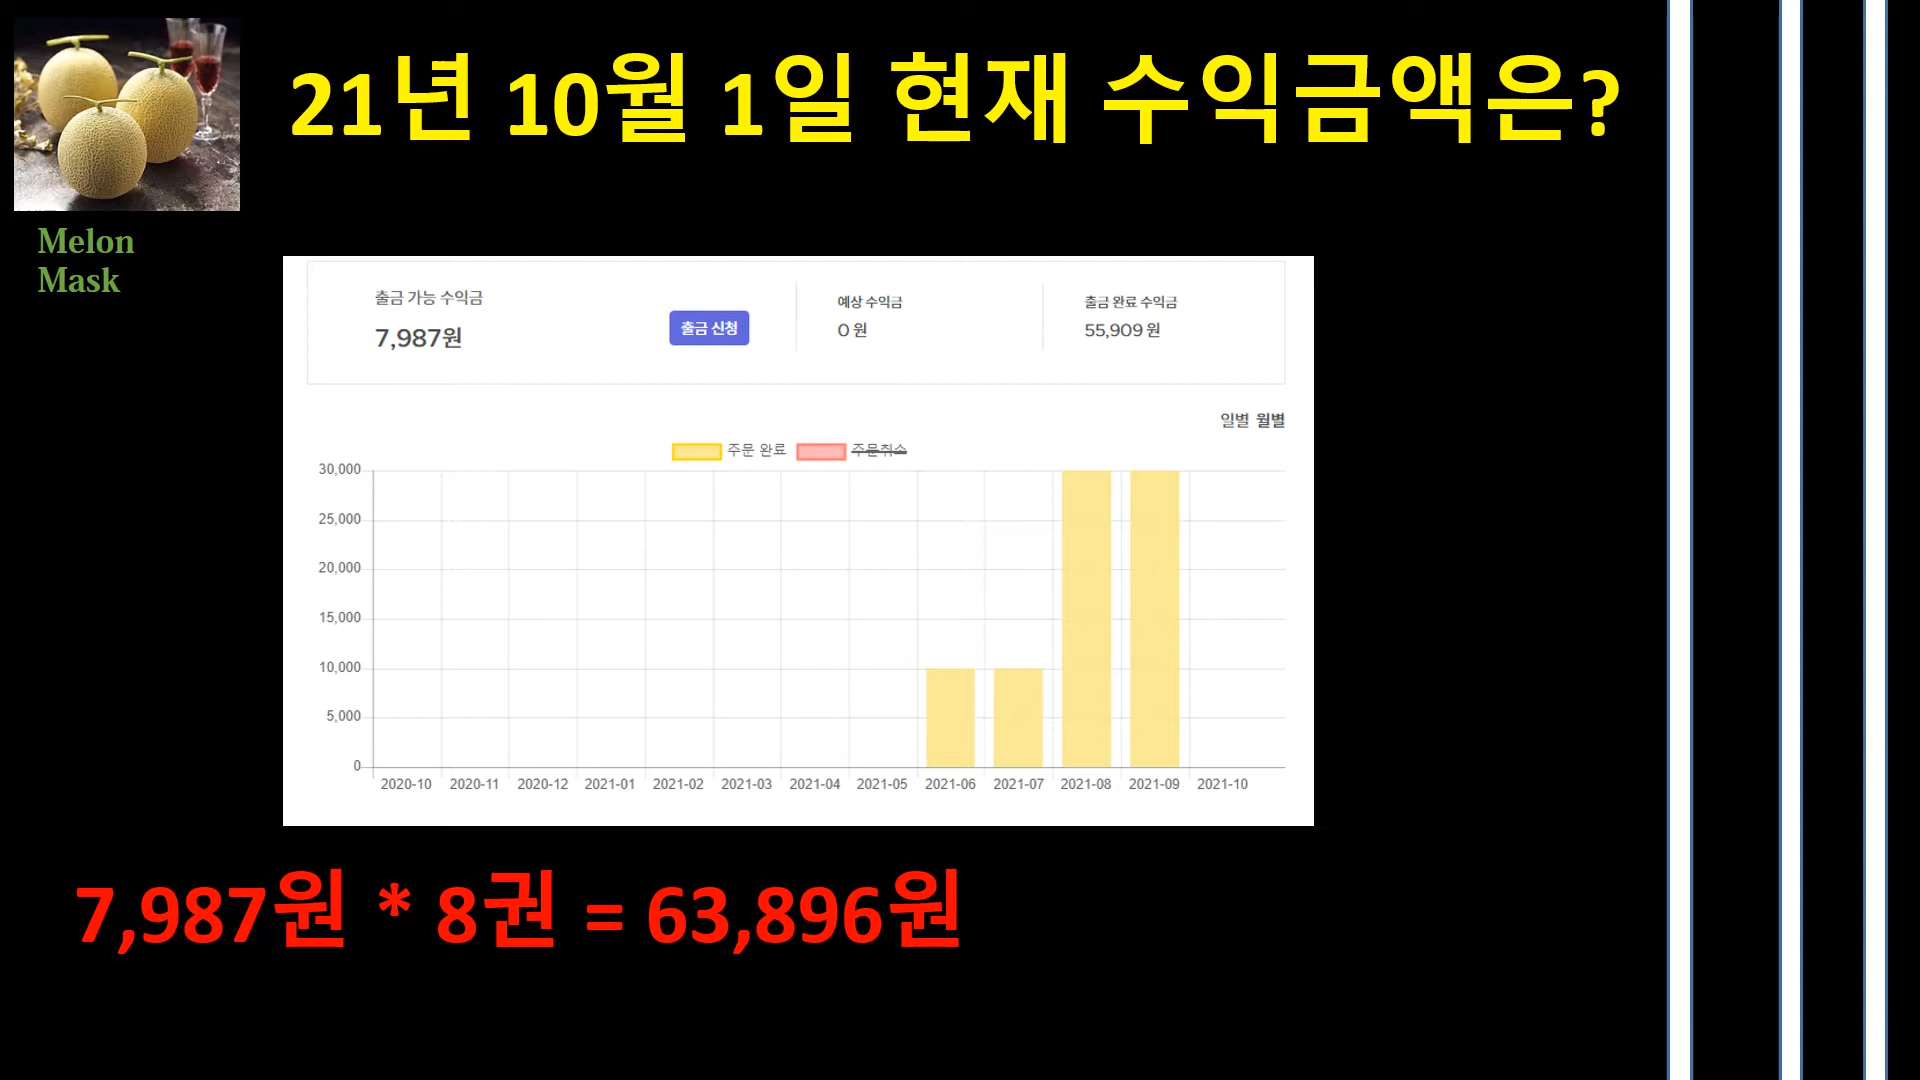 21년 10월 1일 현재 수익금액은?
Melon
Mask
출금 가능 수익금
7,987원
출금 신청
예상 수익금
0 원
출금 완료 수익금
55,909 원
일별 월별
주문 완료 주문취소
30,000
25,000
20,000
15,000
10,000
5,000
0
2020-10 2020-11 2020-12 2021-01 2021-02 2021-03 2021-04 2021-05 2021-06 2021-07 2021-08 2021-09 2021-10
7,987원 * 8권 = 63,896원